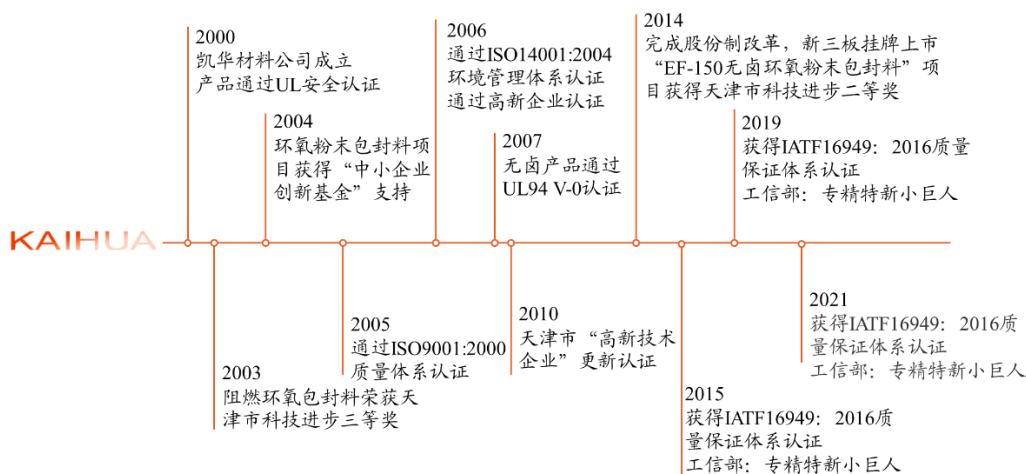 2000
凯华材料公司成立
产品通过UL安全认证
2004
环氧粉末包封料项
目获得“中小企业
创新基金”支持
2006
通过ISO14001:2004
环境管理体系认证
通过高新企业认证
2007
无卤产品通过
UL94 V-0认证
2014
完成股份制改革，新三板挂牌上市
“EF-150无卤环氧粉末包封料”项
目获得天津市科技进步二等奖
2019
获得IATF16949：2016质量
保证体系认证
工信部：专精特新小巨人
KAIHUA
2003
阻燃环氧包封料荣获天
津市科技进步三等奖
2005
通过ISO9001:2000
质量体系认证
2010
天津市“高新技术
企业”更新认证
2015
获得IATF16949：2016质
量保证体系认证
工信部：专精特新小巨人
2021
获得IATF16949：2016质
量保证体系认证
工信部：专精特新小巨人